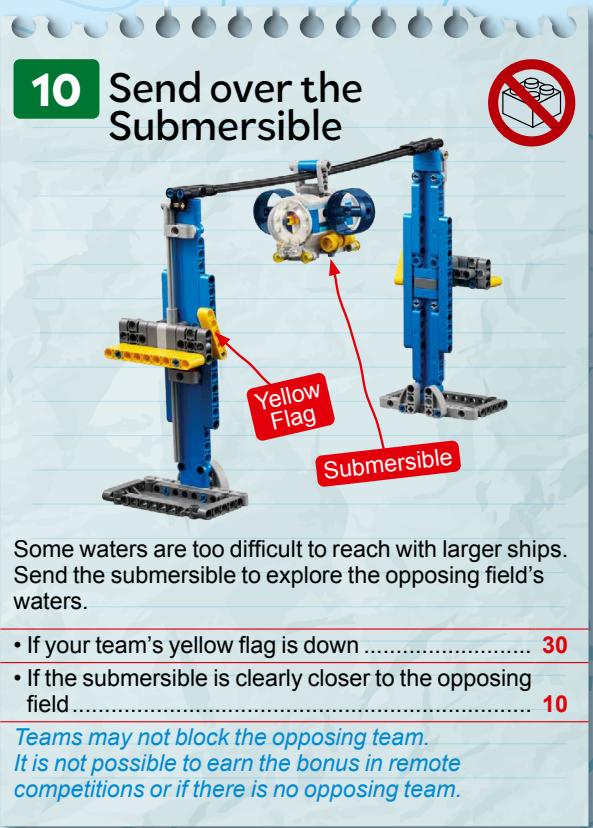 10 Send over the
Submersible
Yellow
Flag
Submersible
Some waters are too difficult to reach with larger ships.
Send the submersible to explore the opposing field's
waters.
• If your team's yellow flag is down .......................... 30
• If the submersible is clearly closer to the opposing
field ........................................................................ 10
Teams may not block the opposing team.
It is not possible to earn the bonus in remote
competitions or if there is no opposing team.